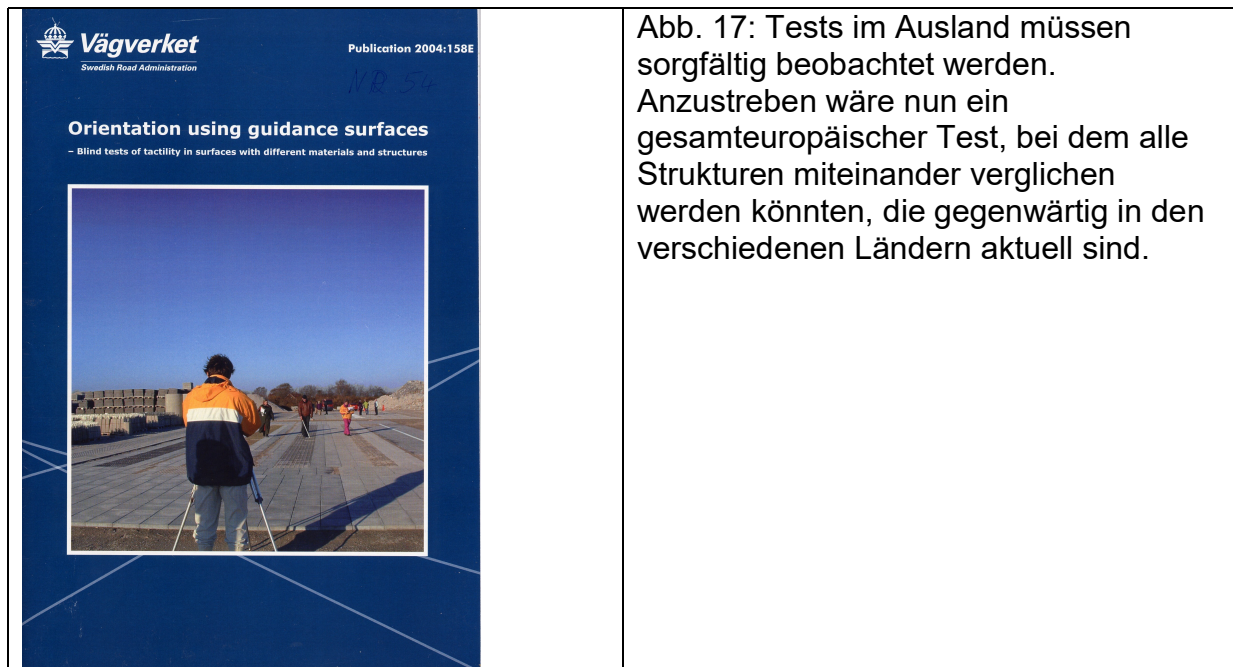 Vägverket
Swedish Road Administration
Publication 2004:158E
NR 54
Orientation using guidance surfaces
– Blind tests of tactility in surfaces with different materials and structures
Abb. 17: Tests im Ausland müssen
sorgfältig beobachtet werden.
Anzustreben wäre nun ein
gesamteuropäischer Test, bei dem alle
Strukturen miteinander verglichen
werden könnten, die gegenwärtig in den
verschiedenen Ländern aktuell sind.